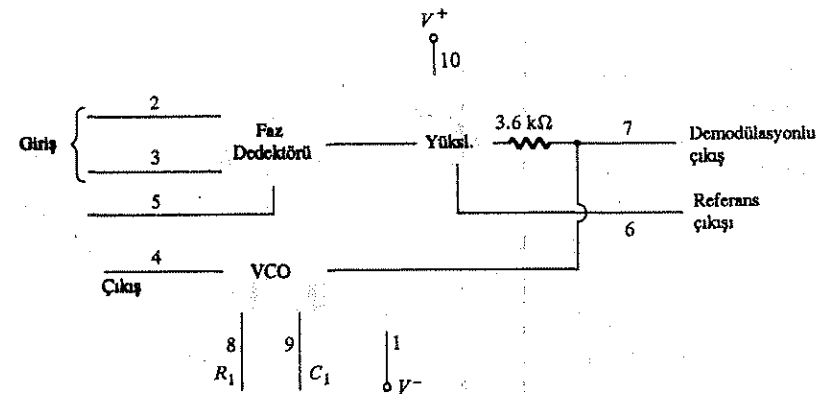 V+
10
2
Giriş
Faz
Dedektörü
3
Yüksl.
3.6 kΩ
7
Demodülasyonlu
çıkış
5
Referans
çıkışı
6
4
Çıkış
VCO
8
R1
9
C1
1
V−